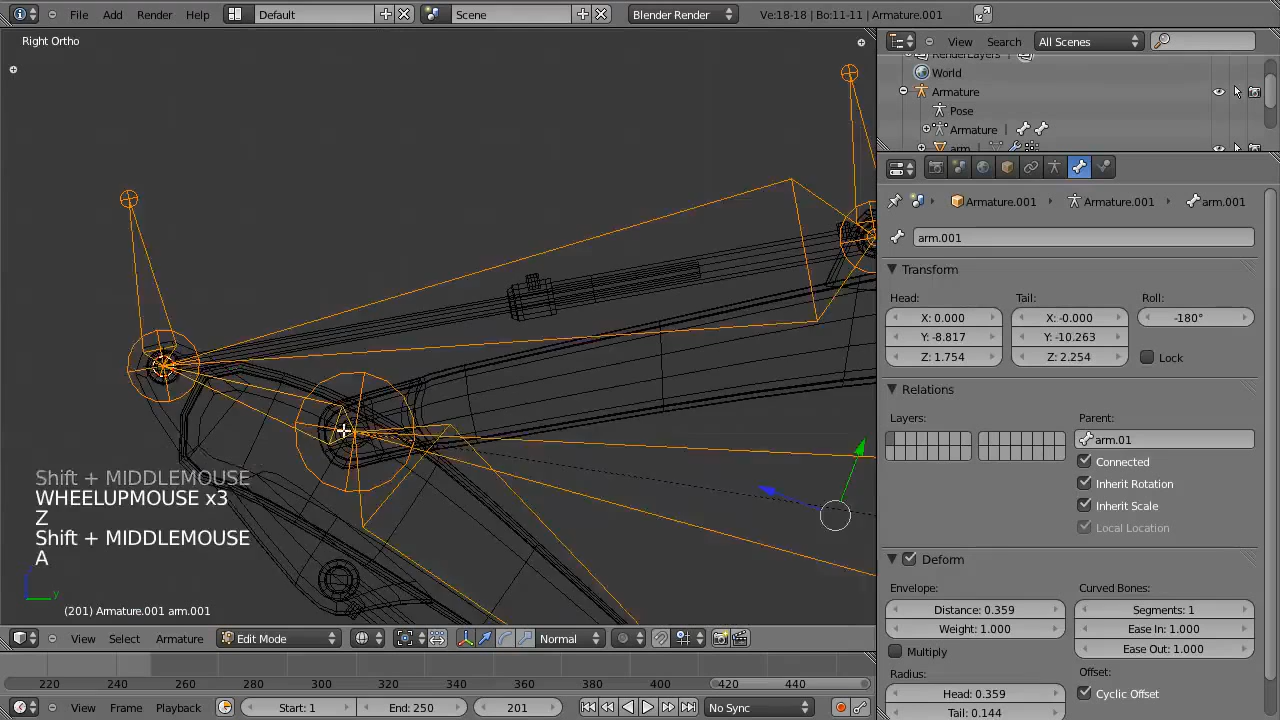 File Add Render Help Default Scene Blender Render Ve:18-18 | Bo:11-11 | Armature.001
Right Ortho
View Search All Scenes
RenderLayers
World
Armature
Pose
Armature
arm
Armature.001 Armature.001 arm.001
arm.001
Transform
Head: Tail: Roll:
X: 0.000 X: -0.000 -180°
Y: -8.817 Y: -10.263
Z: 1.754 Z: 2.254 Lock
Relations
Layers: Parent:
arm.01
Connected
Inherit Rotation
Inherit Scale
Local Location
Deform
Envelope: Curved Bones:
Distance: 0.359 Segments: 1
Weight: 1.000 Ease In: 1.000
Multiply Ease Out: 1.000
Radius: Offset:
Head: 0.359 Cyclic Offset
Tail: 0.144
Shift + MIDDLEMOUSE
WHEELUPMOUSE x3
Z
Shift + MIDDLEMOUSE
A
z
y
(201) Armature.001 arm.001
View Select Armature Edit Mode Normal
220 240 260 280 300 320 340 360 380 400 420 440
View Frame Playback Start: 1 End: 250 201 No Sync